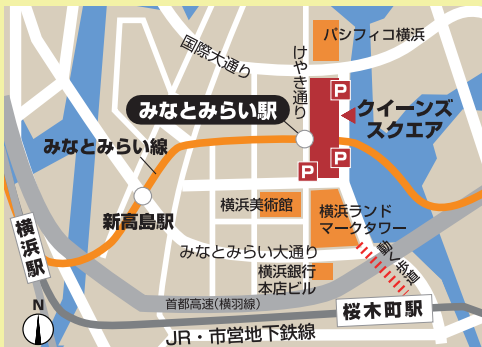 パシフィコ横浜
国際大通り
けやき通り
P
みなとみらい駅
クイーンズ
スクエア
みなとみらい線
P
P
新高島駅
横浜美術館
横浜ランド
マークタワー
横浜駅
みなとみらい大通り
動く歩道
横浜銀行
本店ビル
首都高速(横羽線)
桜木町駅
N
JR・市営地下鉄線